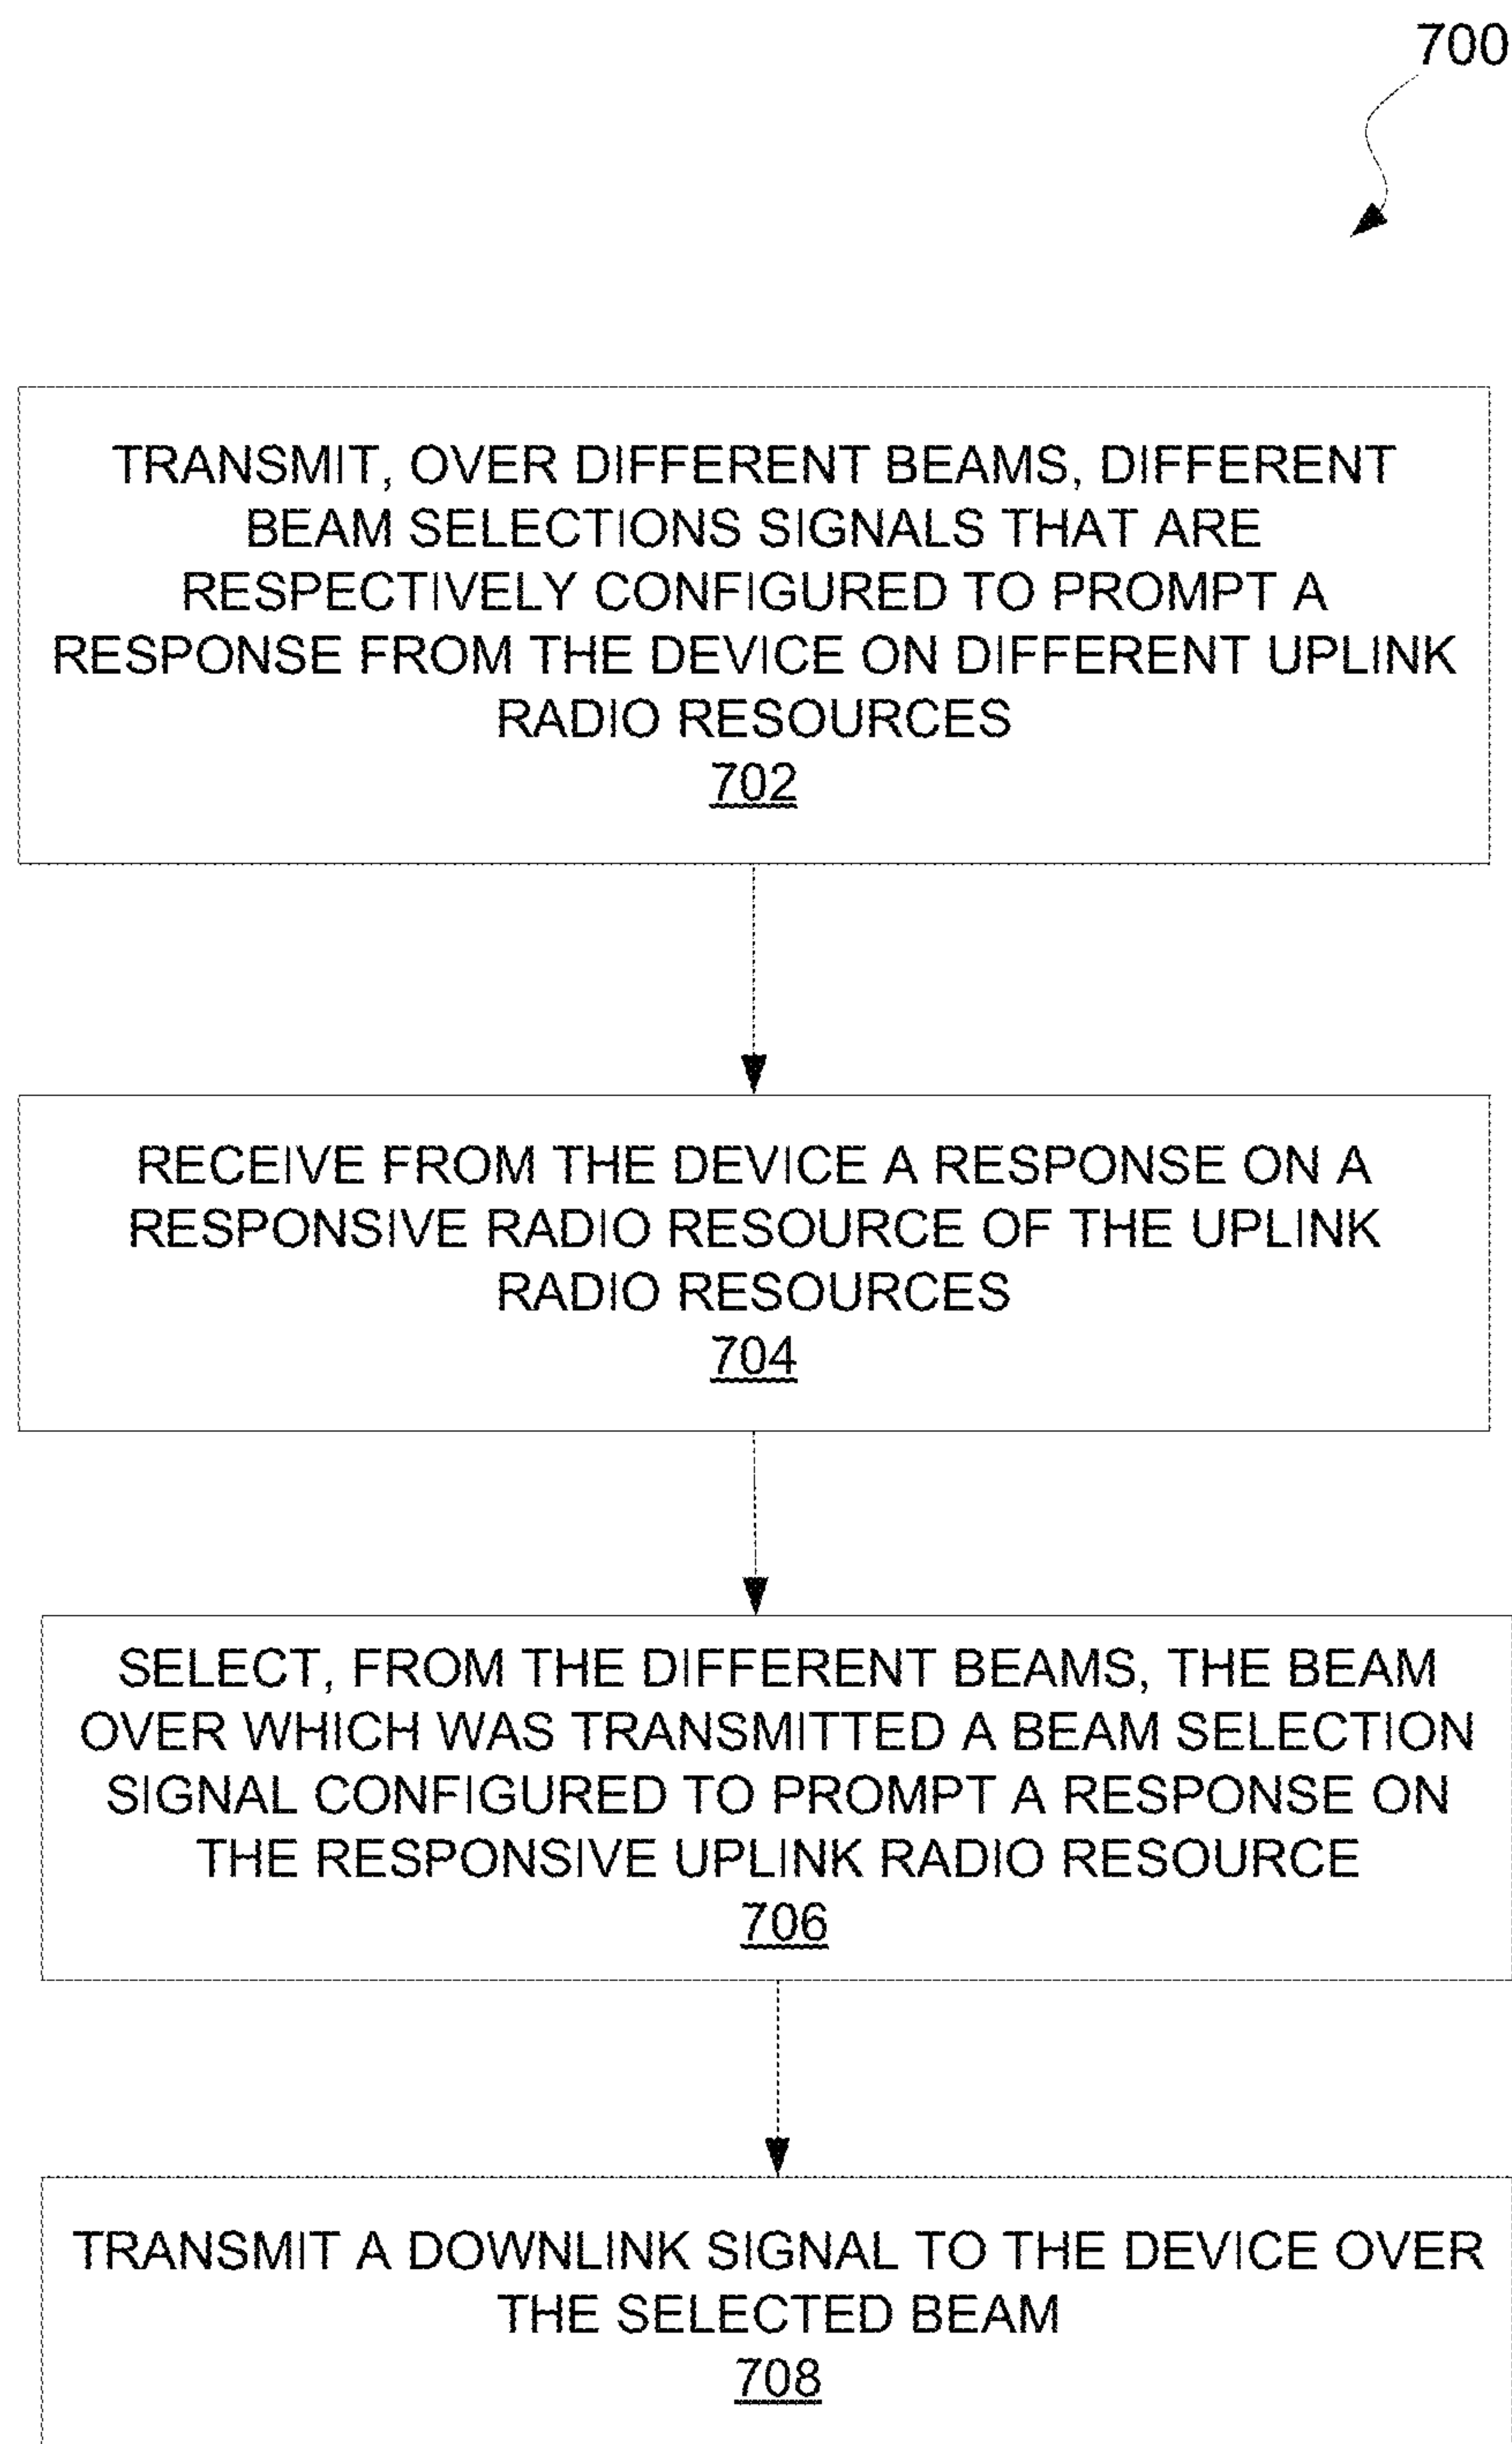 700
TRANSMIT, OVER DIFFERENT BEAMS, DIFFERENT
BEAM SELECTIONS SIGNALS THAT ARE
RESPECTIVELY CONFIGURED TO PROMPT A
RESPONSE FROM THE DEVICE ON DIFFERENT UPLINK
RADIO RESOURCES
702
RECEIVE FROM THE DEVICE A RESPONSE ON A
RESPONSIVE RADIO RESOURCE OF THE UPLINK
RADIO RESOURCES
704
SELECT, FROM THE DIFFERENT BEAMS, THE BEAM
OVER WHICH WAS TRANSMITTED A BEAM SELECTION
SIGNAL CONFIGURED TO PROMPT A RESPONSE ON
THE RESPONSIVE UPLINK RADIO RESOURCE
706
TRANSMIT A DOWNLINK SIGNAL TO THE DEVICE OVER
THE SELECTED BEAM
708